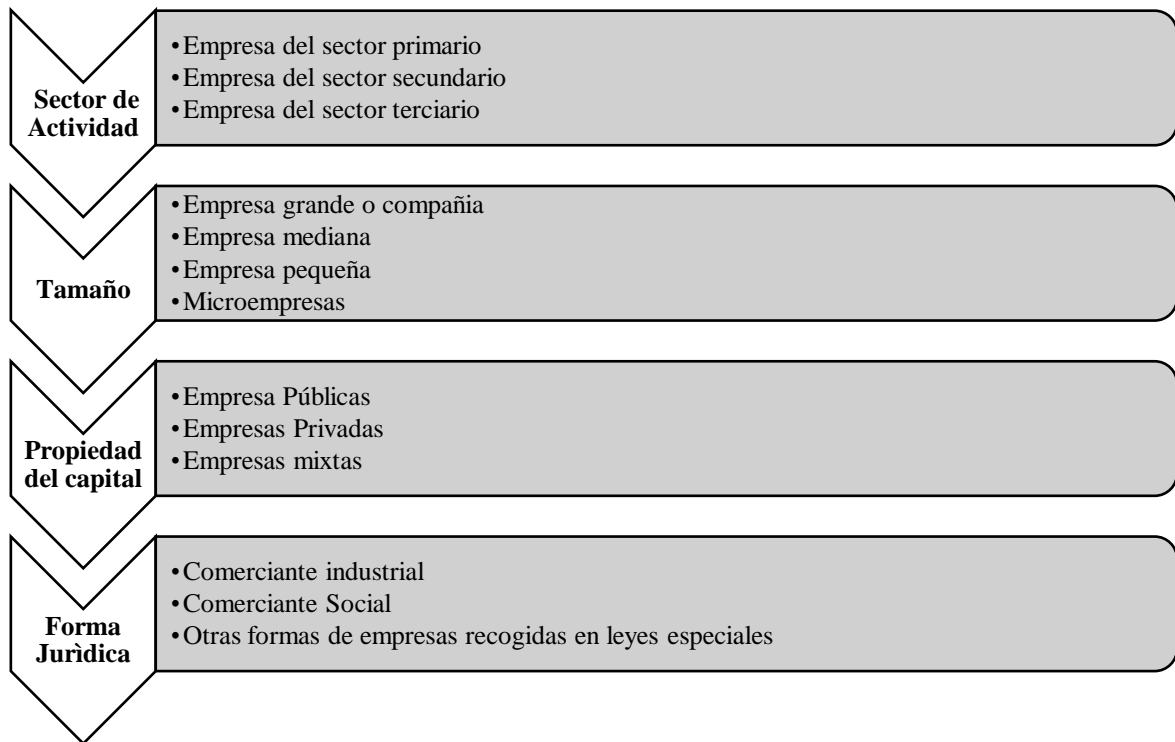 Sector de
Actividad
•Empresa del sector primario
•Empresa del sector secundario
•Empresa del sector terciario
Tamaño
•Empresa grande o compañia
•Empresa mediana
•Empresa pequeña
•Microempresas
Propiedad
del capital
•Empresa Públicas
•Empresas Privadas
•Empresas mixtas
Forma
Jurìdica
•Comerciante industrial
•Comerciante Social
•Otras formas de empresas recogidas en leyes especiales